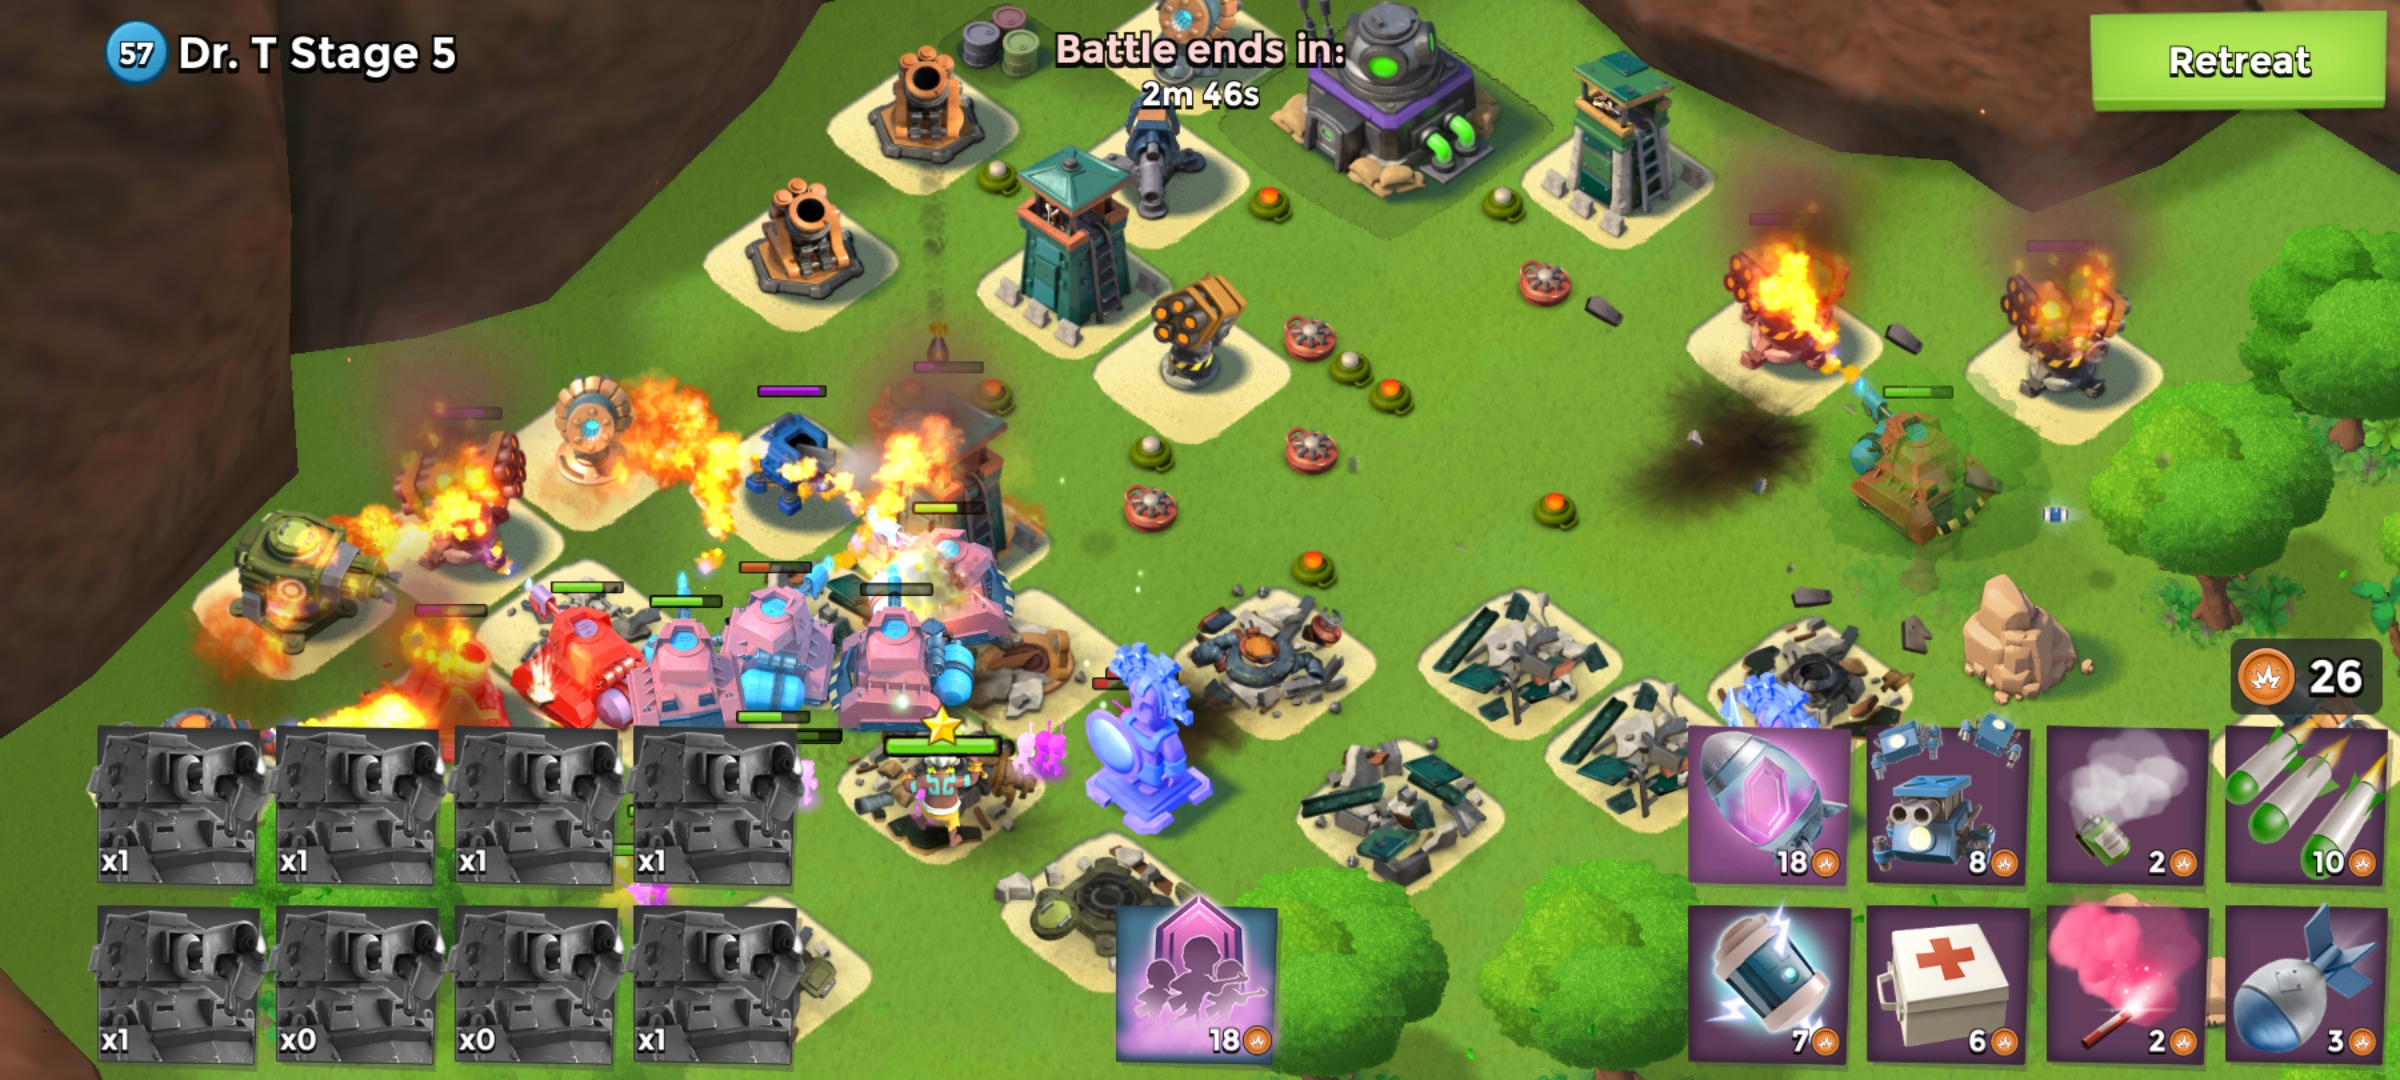 57 Dr. T Stage 5
Battle ends in:
2m 46s
Retreat
26
x1 x1 x1 x1
18 8 2 10
x1 x0 x0 x1
18
7 6 2 3